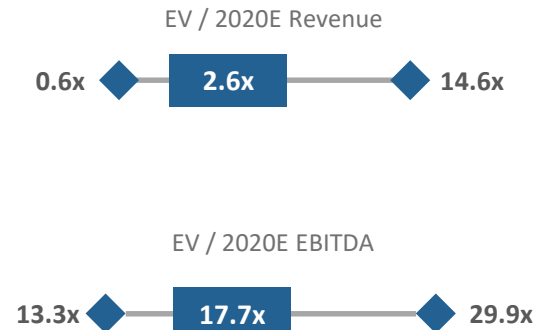 EV / 2020E Revenue
0.6x 2.6x 14.6x
EV / 2020E EBITDA
13.3x 17.7x 29.9x